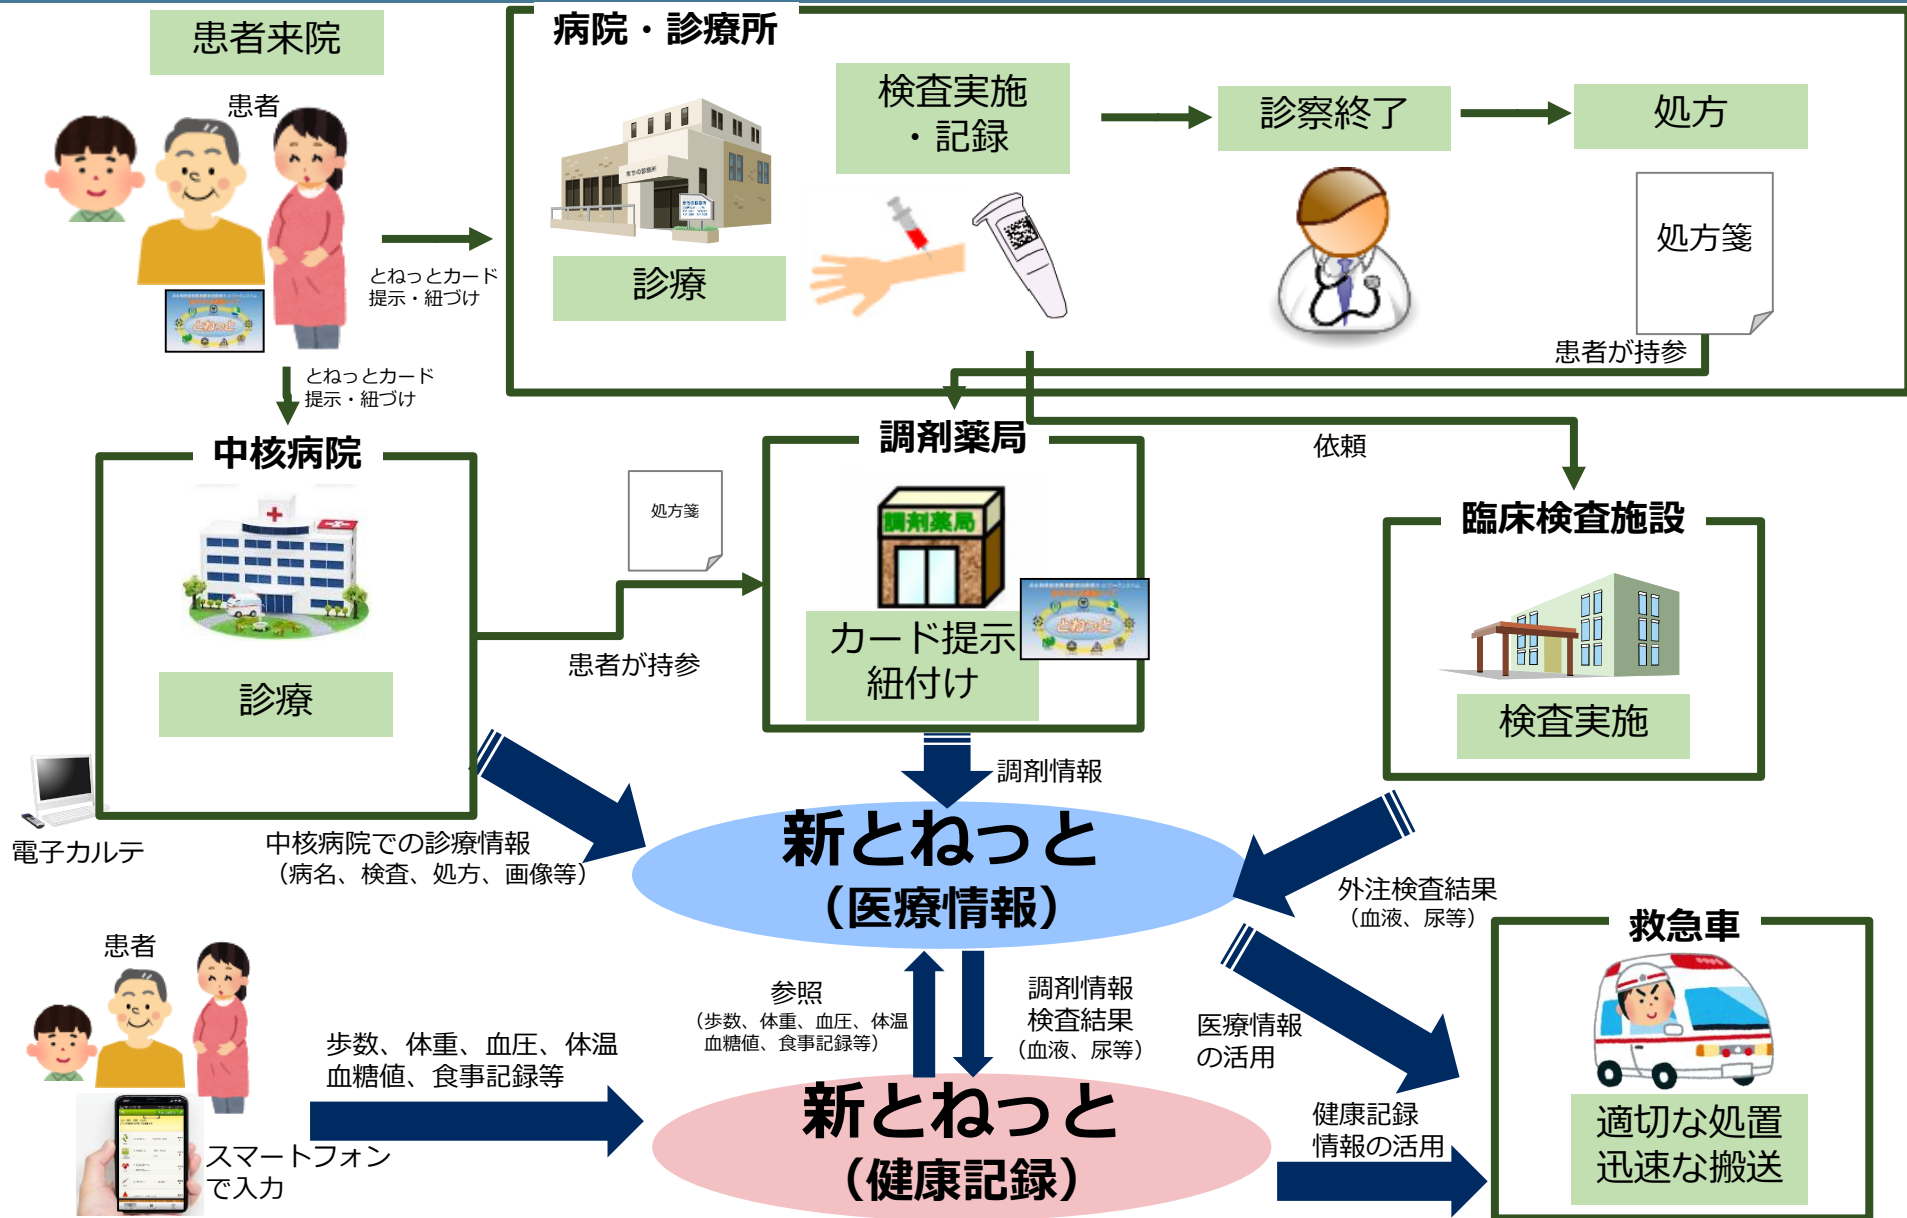 患者来院
患者
とねっとカード
提示・紐づけ
とねっとカード
提示・紐づけ
病院・診療所
診療
検査実施
・記録
診察終了
処方
処方箋
患者が持参
依頼
中核病院
診療
電子カルテ
処方箋
患者が持参
調剤薬局
調剤薬局
カード提示
紐付け
とねっと
臨床検査施設
検査実施
中核病院での診療情報
（病名、検査、処方、画像等）
調剤情報
外注検査結果
（血液、尿等）
新とねっと
（医療情報）
参照
（歩数、体重、血圧、体温
血糖値、食事記録等）
調剤情報
検査結果
（血液、尿等）
医療情報
の活用
患者
歩数、体重、血圧、体温
血糖値、食事記録等
スマートフォン
で入力
新とねっと
（健康記録）
健康記録
情報の活用
救急車
適切な処置
迅速な搬送